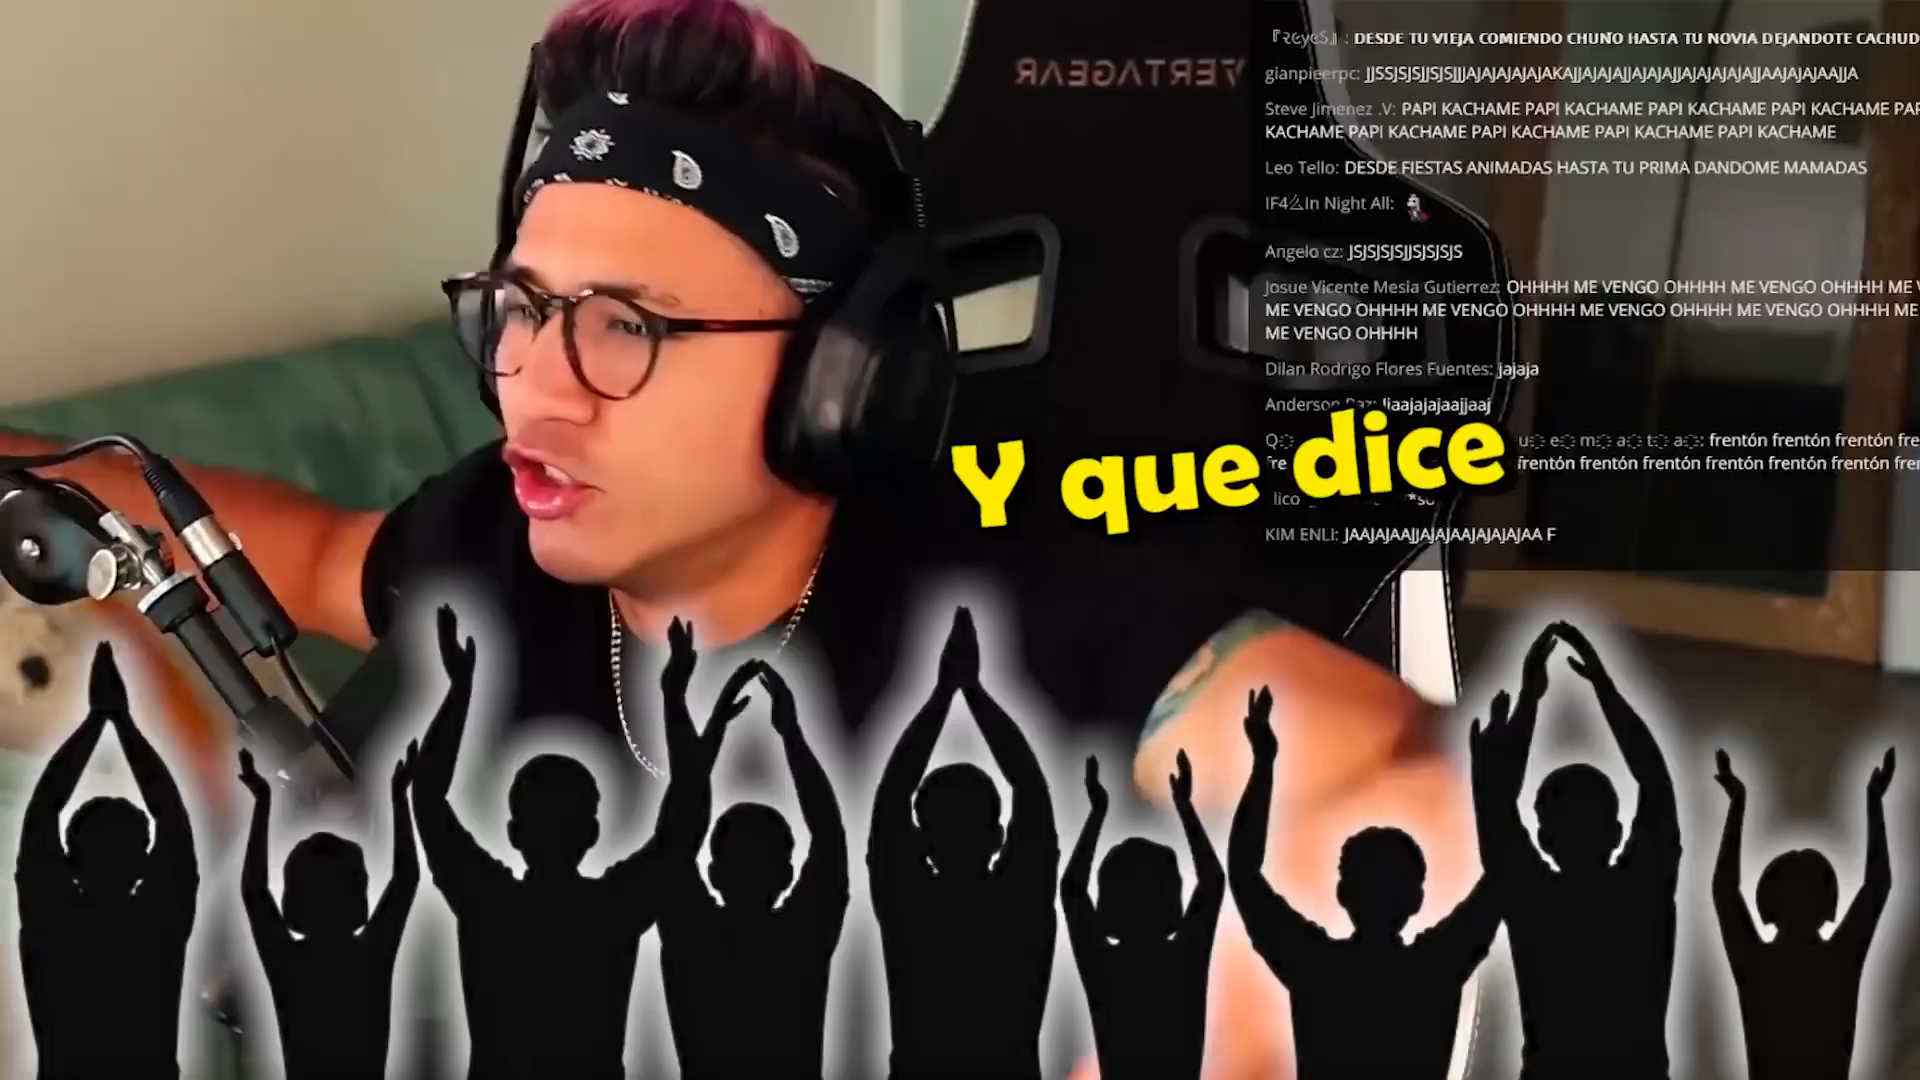 VERTAGEAR
『ReyeS』: DESDE TU VIEJA COMIENDO CHUÑO HASTA TU NOVIA DEJANDOTE CACHUD
gianpieerpc: JJSSJSJSJJSJSJJJAJAJAJAJAJAKAJJAJAJAJJAJAJAJJAJAJAJAJAJJAAJAJAJAAJJA
Steve Jimenez .V: PAPI KACHAME PAPI KACHAME PAPI KACHAME PAPI KACHAME PAP
KACHAME PAPI KACHAME PAPI KACHAME PAPI KACHAME PAPI KACHAME
Leo Tello: DESDE FIESTAS ANIMADAS HASTA TU PRIMA DANDOME MAMADAS
In Night All:
Angelo cz: JSJSJSJSJJSJSJSJS
Josue Vicente Mesia Gutierrez: OHHHH ME VENGO OHHHH ME VENGO OHHHH ME
ME VENGO OHHHH ME VENGO OHHHH ME VENGO OHHHH ME VENGO OHHHH ME
ME VENGO OHHHH
Dilan Rodrigo Flores Fuentes: jajaja
Anderson
frentón frentón frentón fre
frentón frentón frentón frentón frentón frentón
KIM ENLI: JAAJAJAAJJAJAJAAJAJAJAJAA F
Y que dice